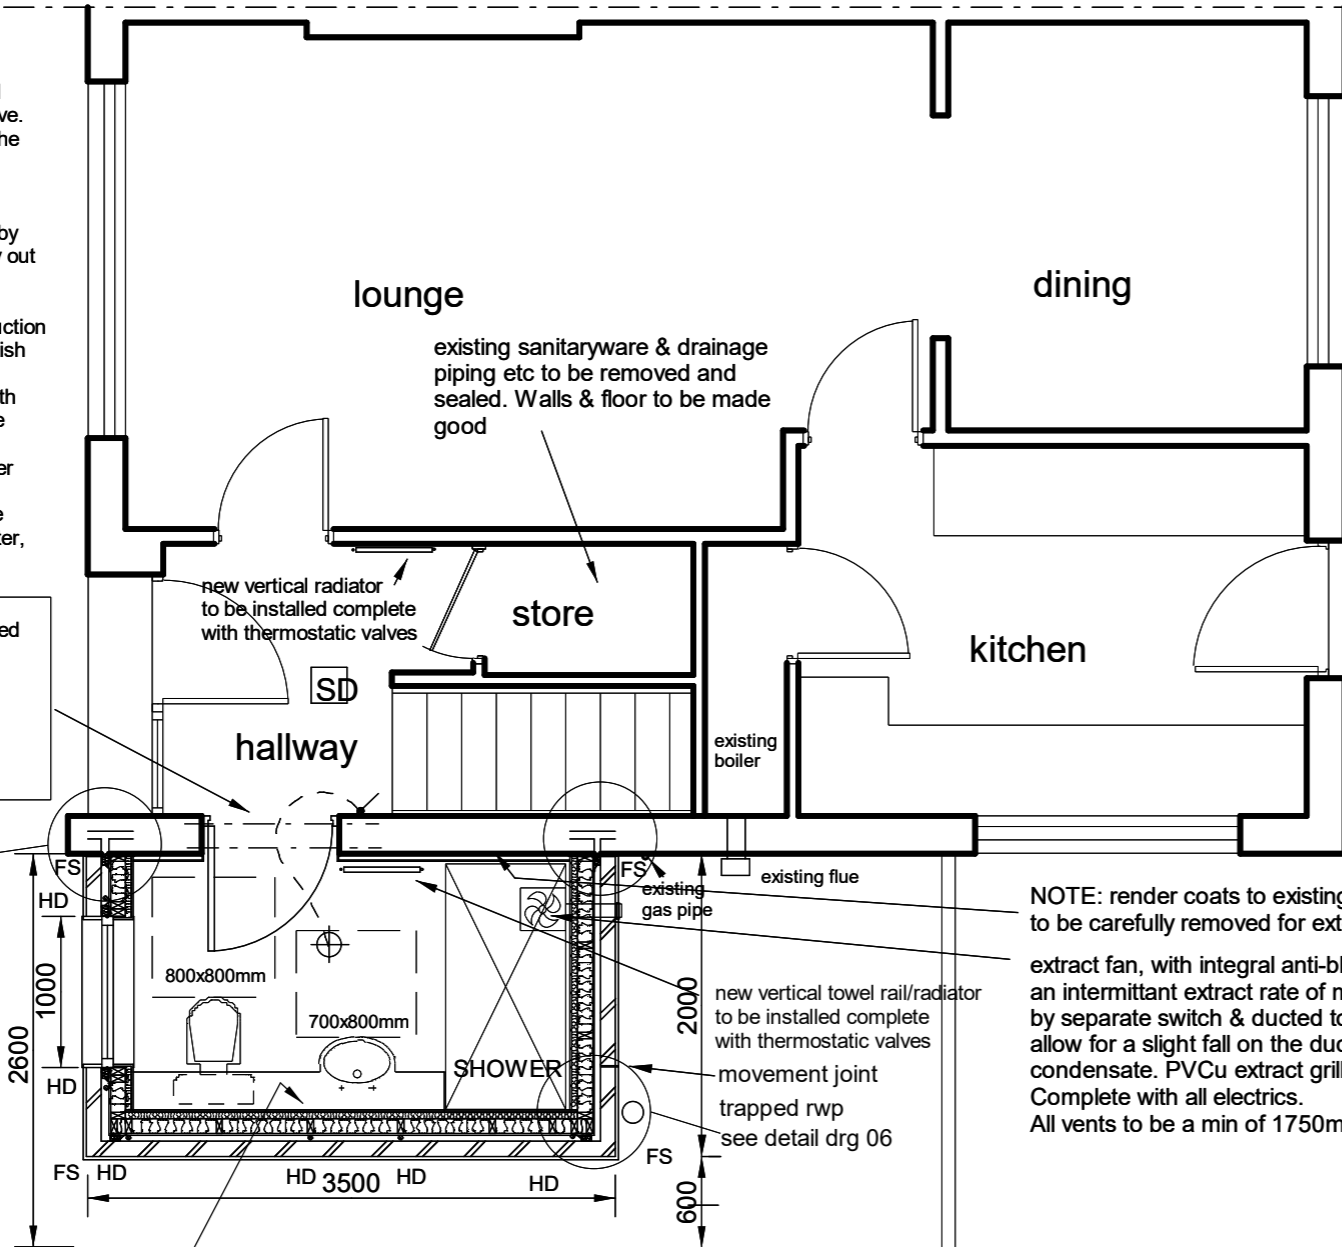 ve.
he
by
out
uction
ish
th
e
er
e
ter,
ed
lounge
dining
existing sanitaryware & drainage
piping etc to be removed and
sealed. Walls & floor to be made
good
new vertical radiator
to be installed complete
with thermostatic valves
store
kitchen
SD
hallway
existing
boiler
FS
HD
FS
existing
gas pipe
existing flue
NOTE: render coats to existing
to be carefully removed for ext
extract fan, with integral anti-bl
an intermittant extract rate of
by separate switch & ducted to
allow for a slight fall on the duc
condensate. PVCu extract gril
Complete with all electrics.
All vents to be a min of 1750m
800x800mm
700x800mm
1000
2600
2000
new vertical towel rail/radiator
to be installed complete
with thermostatic valves
SHOWER
HD
movement joint
trapped rwp
see detail drg 06
FS
FS HD
HD
3500
HD
HD
600